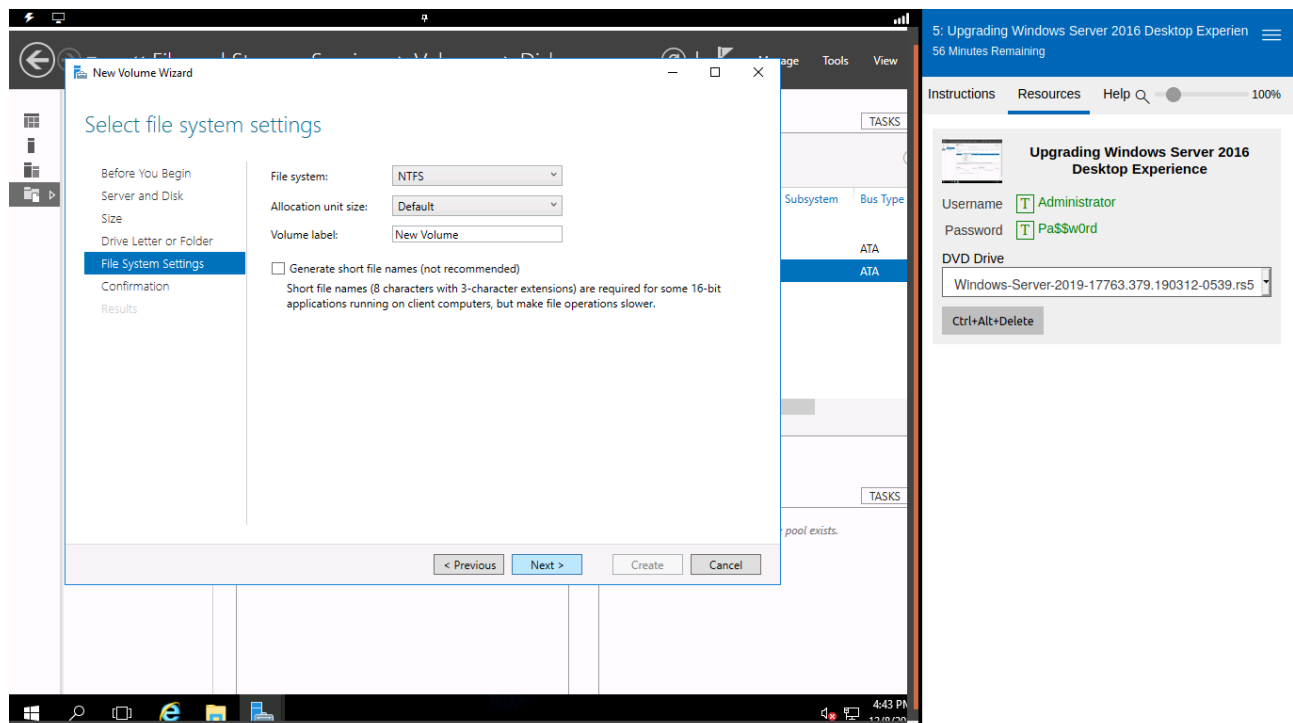 New Volume Wizard
Select file system settings
Before You Begin
Server and Disk
Size
Drive Letter or Folder
File System Settings
Confirmation
Results
File system:
NTFS
Allocation unit size:
Default
Volume label:
New Volume
Generate short file names (not recommended)
Short file names (8 characters with 3-character extensions) are required for some 16-bit
applications running on client computers, but make file operations slower.
< Previous
Next >
Create
Cancel
Tools
View
TASKS
Subsystem
Bus Type
ATA
ATA
TASKS
pool exists.
4:43 PM
5: Upgrading Windows Server 2016 Desktop Experien
56 Minutes Remaining
Instructions
Resources
Help
100%
Upgrading Windows Server 2016
Desktop Experience
Username
T Administrator
Password
T Pa$$w0rd
DVD Drive
Windows-Server-2019-17763.379.190312-0539.rs5
Ctrl+Alt+Delete